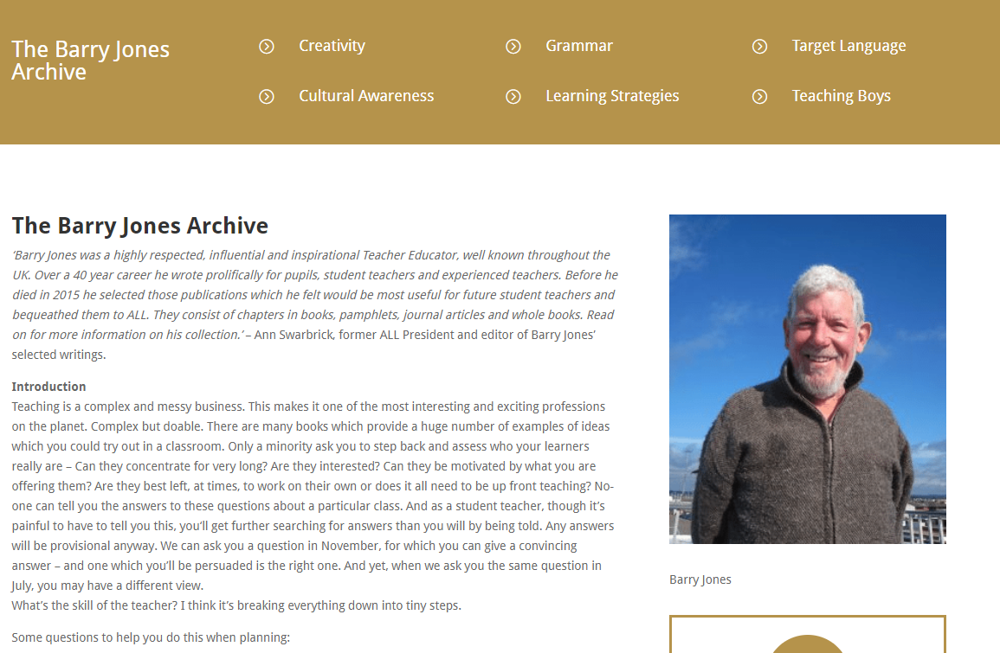 The Barry Jones
Archive
Creativity
Grammar
Target Language
Cultural Awareness
Learning Strategies
Teaching Boys
The Barry Jones Archive
‘Barry Jones was a highly respected, influential and inspirational Teacher Educator, well known throughout the
UK. Over a 40 year career he wrote prolifically for pupils, student teachers and experienced teachers. Before he
died in 2015 he selected those publications which he felt would be most useful for future student teachers and
bequeathed them to ALL. They consist of chapters in books, pamphlets, journal articles and whole books. Read
on for more information on his collection.’ – Ann Swarbrick, former ALL President and editor of Barry Jones’
selected writings.
Introduction
Teaching is a complex and messy business. This makes it one of the most interesting and exciting professions
on the planet. Complex but doable. There are many books which provide a huge number of examples of ideas
which you could try out in a classroom. Only a minority ask you to step back and assess who your learners
really are – Can they concentrate for very long? Are they interested? Can they be motivated by what you are
offering them? Are they best left, at times, to work on their own or does it all need to be up front teaching? No-
one can tell you the answers to these questions about a particular class. And as a student teacher, though it’s
painful to have to tell you this, you’ll get further searching for answers than you will by being told. Any answers
will be provisional anyway. We can ask you a question in November, for which you can give a convincing
answer – and one which you’ll be persuaded is the right one. And yet, when we ask you the same question in
July, you may have a different view.
What’s the skill of the teacher? I think it’s breaking everything down into tiny steps.
Some questions to help you do this when planning:
Barry Jones